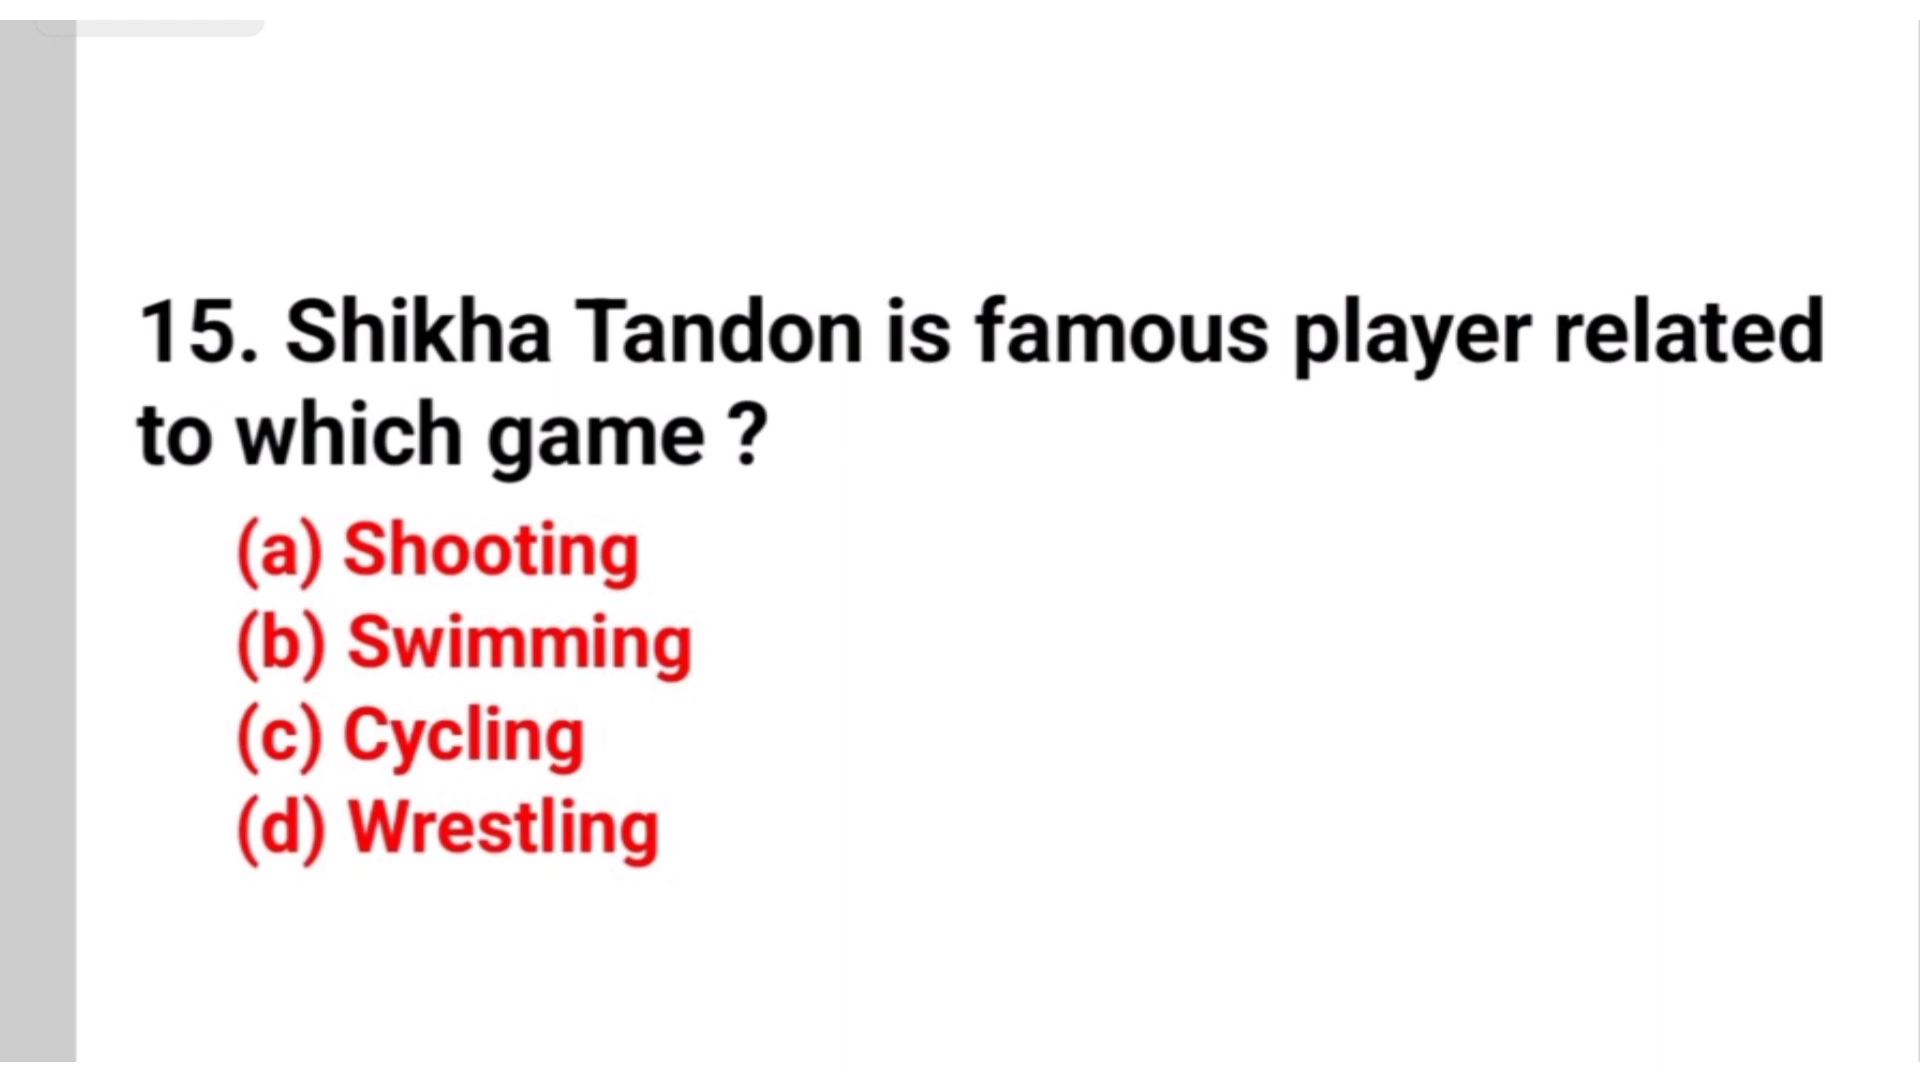 15. Shikha Tandon is famous player related
to which game ?
(a) Shooting
(b) Swimming
(c) Cycling
(d) Wrestling